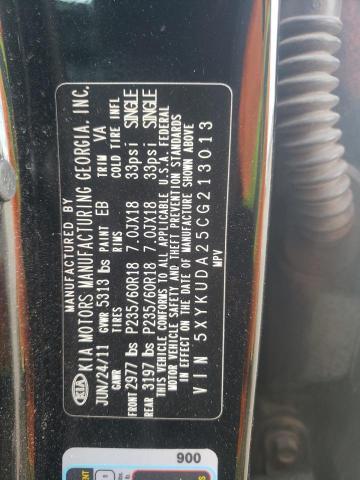 MANUFACTURED BY
KIA KIA MOTORS MANUFACTURING GEORGIA, INC.
JUN/24/11 GVWR 5313 lbs PAINT EB TRIM VA
GAWR TIRES RIMS COLD TIRE INFL
FRONT 2977 lbs P235/60R18 7.0JX18 33psi SINGLE
REAR 3197 lbs P235/60R18 7.0JX18 33psi SINGLE
THIS VEHICLE CONFORMS TO ALL APPLICABLE U.S.A. FEDERAL
MOTOR VEHICLE SAFETY AND THEFT PREVENTION STANDARDS
IN EFFECT ON THE DATE OF MANUFACTURE SHOWN ABOVE
VIN 5XYKUDA25CG213013
MPV
900